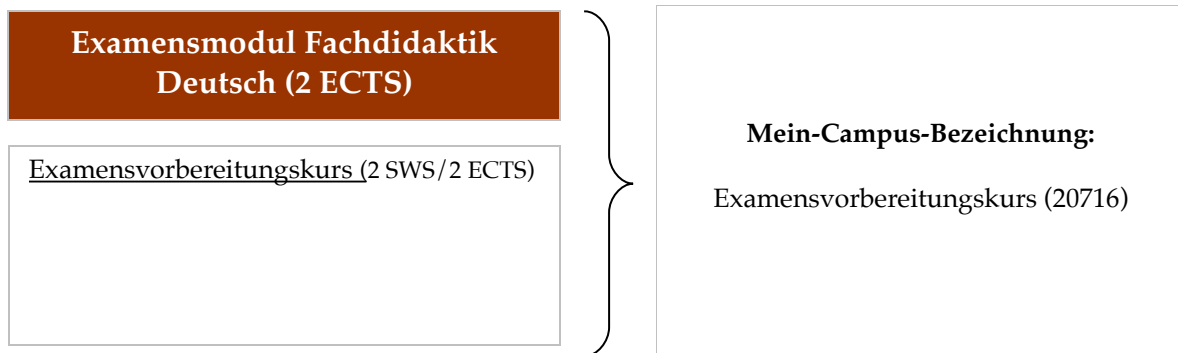 Examensmodul Fachdidaktik
Deutsch (2 ECTS)
Examensvorbereitungskurs (2 SWS/2 ECTS)
Mein-Campus-Bezeichnung:
Examensvorbereitungskurs (20716)